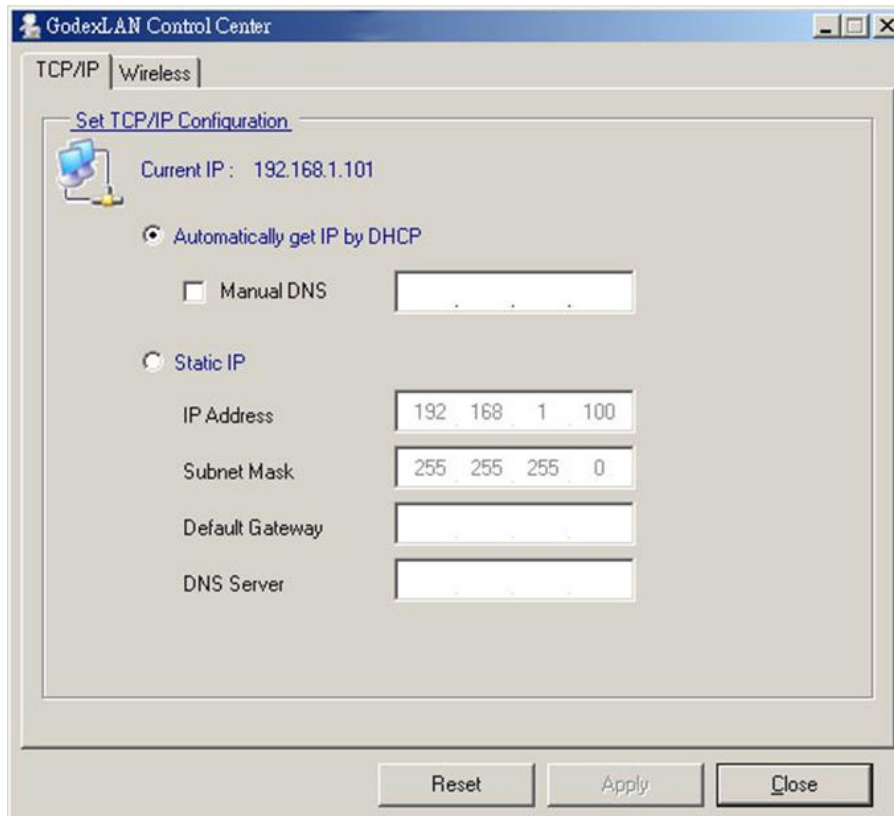 GodexLAN Control Center
TCP/IP Wireless
Set TCP/IP Configuration
Current IP : 192.168.1.101
Automatically get IP by DHCP
Manual DNS . . .
Static IP
IP Address 192 . 168 . 1 . 100
Subnet Mask 255 . 255 . 255 . 0
Default Gateway . . .
DNS Server . . .
Reset Apply Close